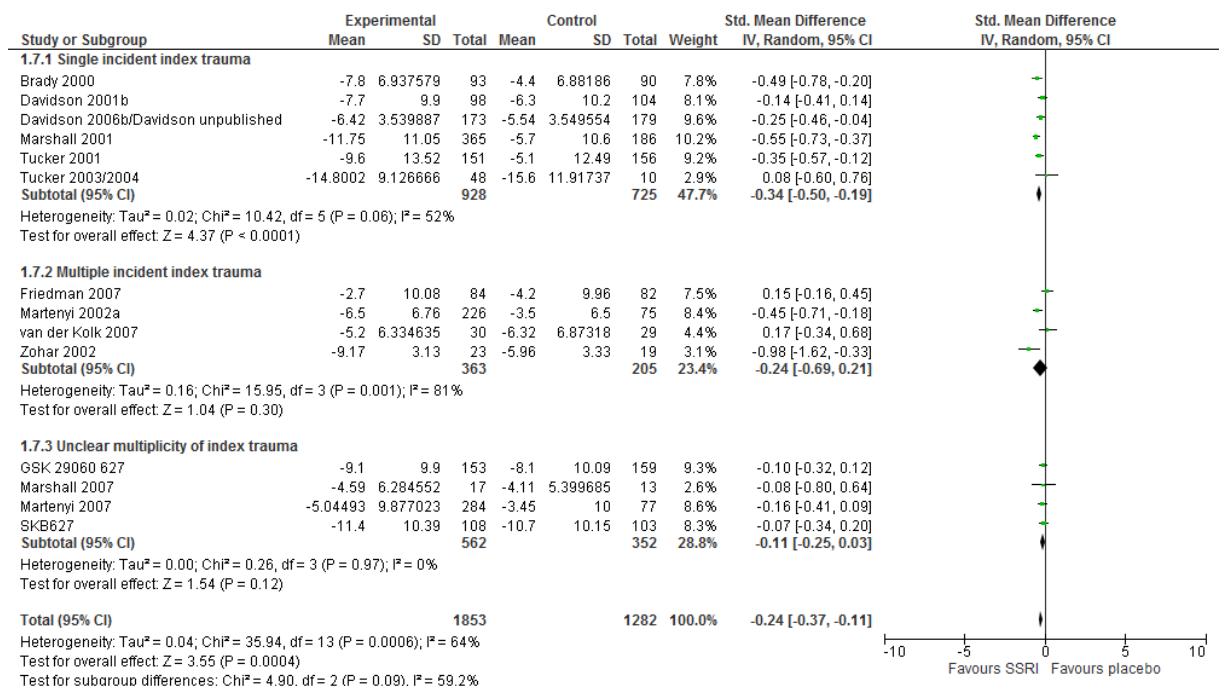 Experimental Control Std. Mean Difference Std. Mean Difference
Study or Subgroup Mean SD Total Mean SD Total Weight IV, Random, 95% CI IV, Random, 95% CI
1.7.1 Single incident index trauma
Brady 2000 -7.8 6.937579 93 -4.4 6.88186 90 7.8% -0.49 [-0.78, -0.20]
Davidson 2001b -7.7 9.9 98 -6.3 10.2 104 8.1% -0.14 [-0.41, 0.14]
Davidson 2006b/Davidson unpublished -6.42 3.539887 173 -5.54 3.549554 179 9.6% -0.25 [-0.46, -0.04]
Marshall 2001 -11.75 11.05 365 -5.7 10.6 186 10.2% -0.55 [-0.73, -0.37]
Tucker 2001 -9.6 13.52 151 -5.1 12.49 156 9.2% -0.35 [-0.57, -0.12]
Tucker 2003/2004 -14.8002 9.126666 48 -15.6 11.91737 10 2.9% 0.08 [-0.60, 0.76]
Subtotal (95% CI) 928 725 47.7% -0.34 [-0.50, -0.19]
Heterogeneity: Tau² = 0.02; Chi² = 10.42, df = 5 (P = 0.06); I² = 52%
Test for overall effect: Z = 4.37 (P < 0.0001)
1.7.2 Multiple incident index trauma
Friedman 2007 -2.7 10.08 84 -4.2 9.96 82 7.5% 0.15 [-0.16, 0.45]
Martenyi 2002a -6.5 6.76 226 -3.5 6.5 75 8.4% -0.45 [-0.71, -0.18]
van der Kolk 2007 -5.2 6.334635 30 -6.32 6.87318 29 4.4% 0.17 [-0.34, 0.68]
Zohar 2002 -9.17 3.13 23 -5.96 3.33 19 3.1% -0.98 [-1.62, -0.33]
Subtotal (95% CI) 363 205 23.4% -0.24 [-0.69, 0.21]
Heterogeneity: Tau² = 0.16; Chi² = 15.95, df = 3 (P = 0.001); I² = 81%
Test for overall effect: Z = 1.04 (P = 0.30)
1.7.3 Unclear multiplicity of index trauma
GSK 29060 627 -9.1 9.9 153 -8.1 10.09 159 9.3% -0.10 [-0.32, 0.12]
Marshall 2007 -4.59 6.284552 17 -4.11 5.399685 13 2.6% -0.08 [-0.80, 0.64]
Martenyi 2007 -5.04493 9.877023 284 -3.45 10 77 8.6% -0.16 [-0.41, 0.09]
SKB627 -11.4 10.39 108 -10.7 10.15 103 8.3% -0.07 [-0.34, 0.20]
Subtotal (95% CI) 562 352 28.8% -0.11 [-0.25, 0.03]
Heterogeneity: Tau² = 0.00; Chi² = 0.26, df = 3 (P = 0.97); I² = 0%
Test for overall effect: Z = 1.54 (P = 0.12)
Total (95% CI) 1853 1282 100.0% -0.24 [-0.37, -0.11]
Heterogeneity: Tau² = 0.04; Chi² = 35.94, df = 13 (P = 0.0006); I² = 64%
Test for overall effect: Z = 3.55 (P = 0.0004)
Test for subgroup differences: Chi² = 4.90, df = 2 (P = 0.09), I² = 59.2%
-10 -5 0 5 10
Favours SSRI Favours placebo